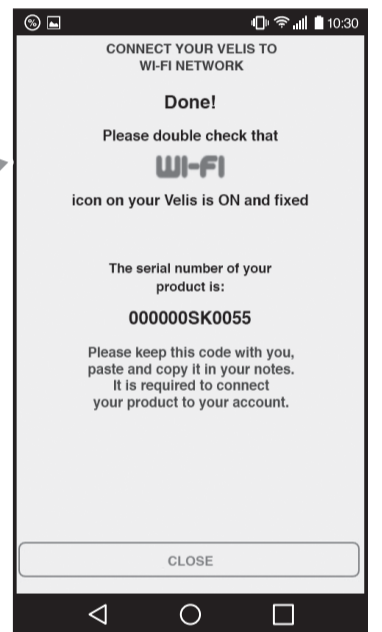 10:30
CONNECT YOUR VELIS TO
WI-FI NETWORK
Done!
Please double check that
WI-FI
icon on your Velis is ON and fixed
The serial number of your
product is:
000000SK0055
Please keep this code with you,
paste and copy it in your notes.
It is required to connect
your product to your account.
CLOSE